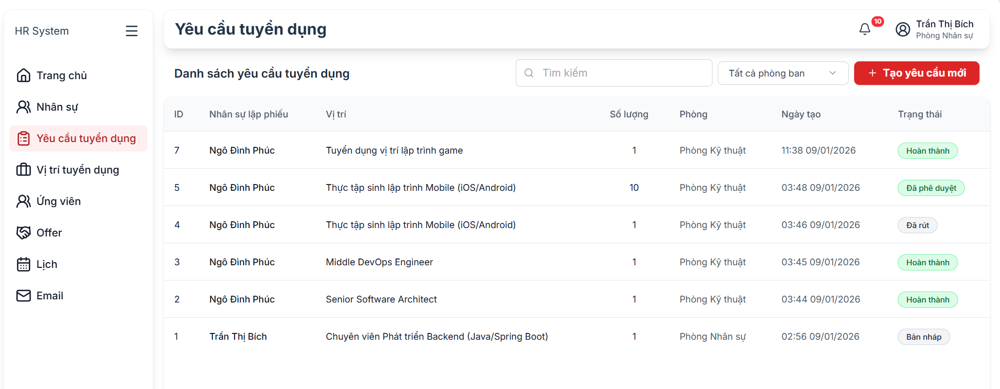 HR System
Trang chủ
Nhân sự
Yêu cầu tuyển dụng
Vị trí tuyển dụng
Ứng viên
Offer
Lịch
Email
Yêu cầu tuyển dụng
10
Trần Thị Bích
Phòng Nhân sự
Danh sách yêu cầu tuyển dụng
Tìm kiếm
Tất cả phòng ban
+ Tạo yêu cầu mới
ID Nhân sự lập phiếu Vị trí Số lượng Phòng Ngày tạo Trạng thái
7 Ngô Đình Phúc Tuyển dụng vị trí lập trình game 1 Phòng Kỹ thuật 11:38 09/01/2026 Hoàn thành
5 Ngô Đình Phúc Thực tập sinh lập trình Mobile (iOS/Android) 10 Phòng Kỹ thuật 03:48 09/01/2026 Đã phê duyệt
4 Ngô Đình Phúc Thực tập sinh lập trình Mobile (iOS/Android) 1 Phòng Kỹ thuật 03:46 09/01/2026 Đã rút
3 Ngô Đình Phúc Middle DevOps Engineer 1 Phòng Kỹ thuật 03:45 09/01/2026 Hoàn thành
2 Ngô Đình Phúc Senior Software Architect 1 Phòng Kỹ thuật 03:44 09/01/2026 Hoàn thành
1 Trần Thị Bích Chuyên viên Phát triển Backend (Java/Spring Boot) 1 Phòng Nhân sự 02:56 09/01/2026 Bản nháp